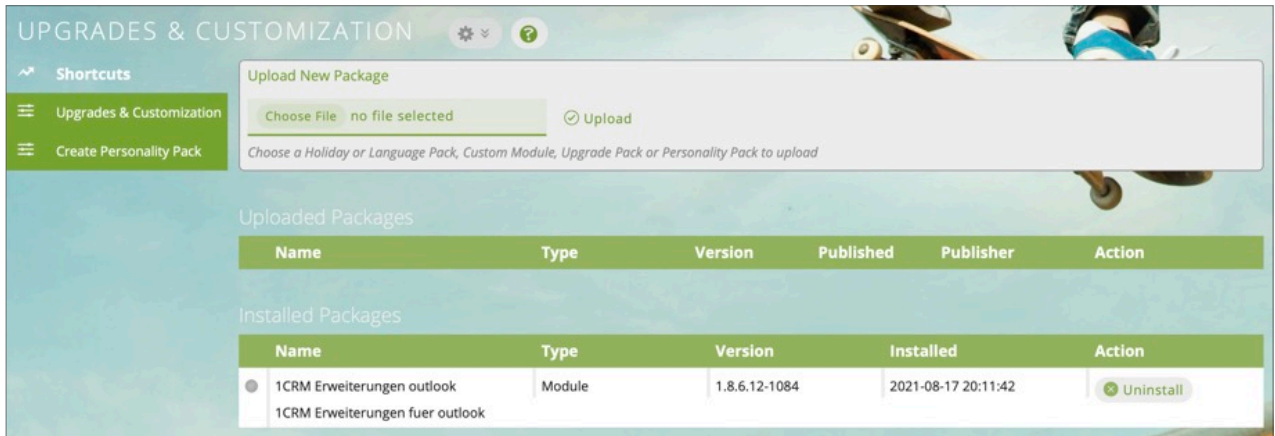 UPGRADES & CUSTOMIZATION
Shortcuts
Upgrades & Customization
Create Personality Pack
Upload New Package
Choose File no file selected Upload
Choose a Holiday or Language Pack, Custom Module, Upgrade Pack or Personality Pack to upload
Uploaded Packages
Name Type Version Published Publisher Action
Installed Packages
Name Type Version Installed Action
1CRM Erweiterungen outlook Module 1.8.6.12-1084 2021-08-17 20:11:42 Uninstall
1CRM Erweiterungen fuer outlook